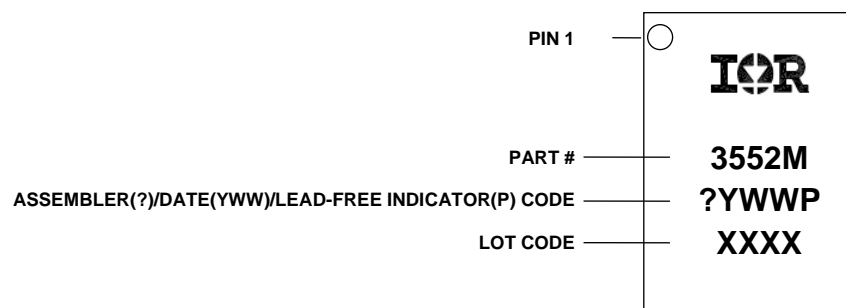 PIN 1
IOR
PART #
3552M
ASSEMBLER(?)/DATE(YWW)/LEAD-FREE INDICATOR(P) CODE
?YWWP
LOT CODE
XXXX